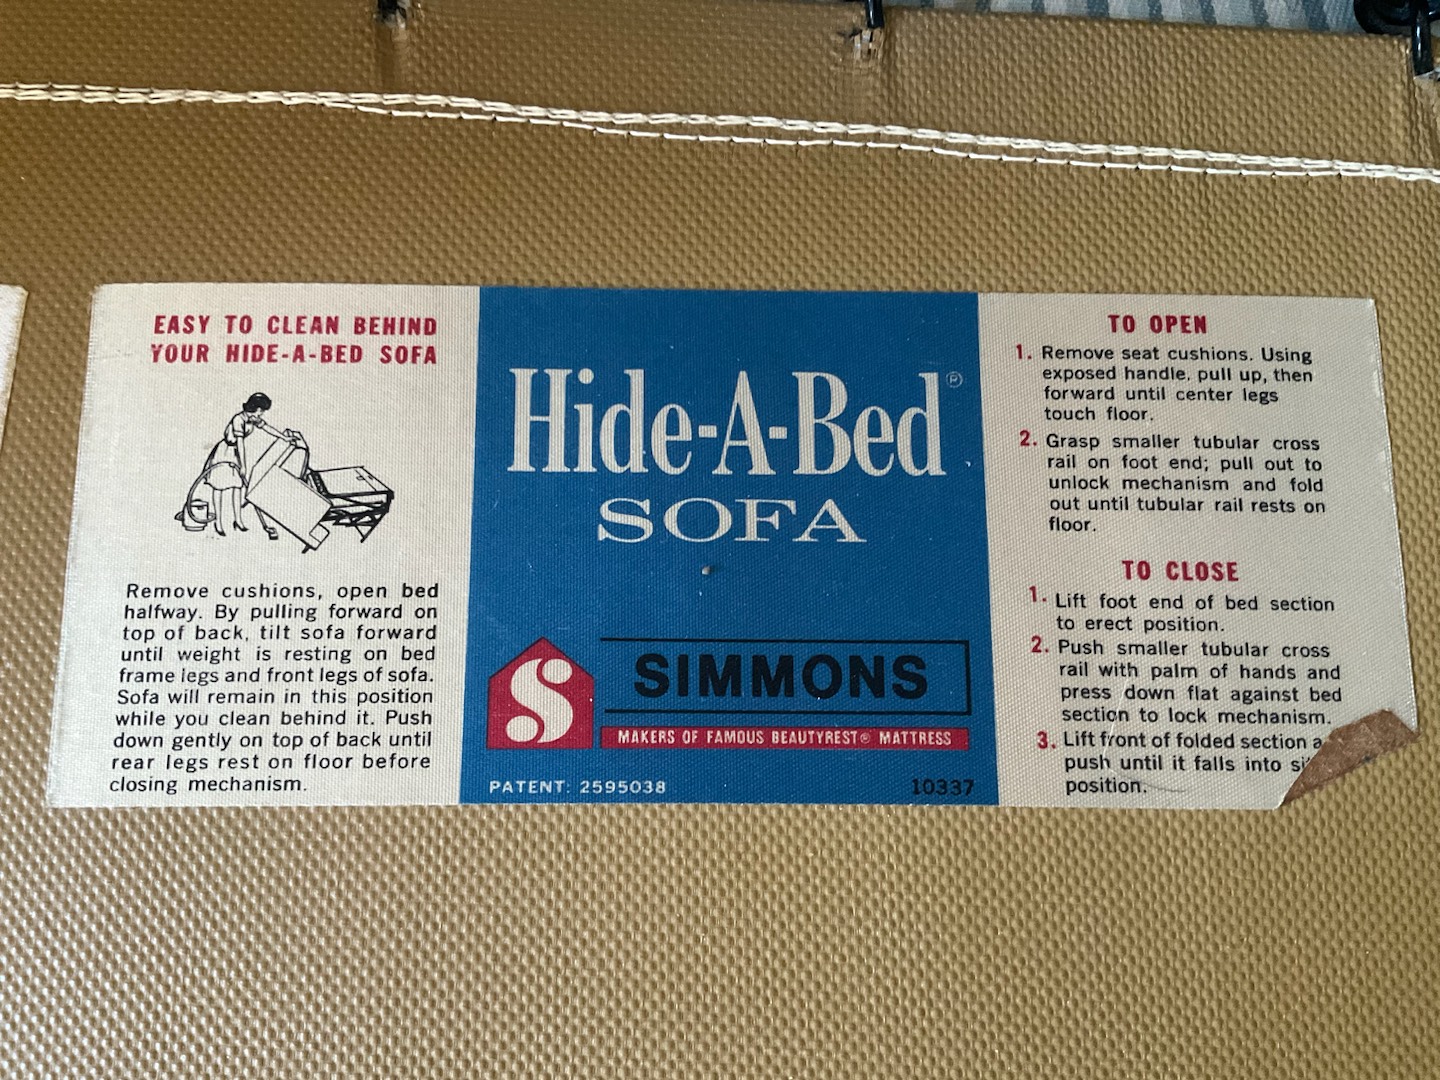 EASY TO CLEAN BEHIND
YOUR HIDE-A-BED SOFA
Remove cushions, open bed
halfway. By pulling forward on
top of back, tilt sofa forward
until weight is resting on bed
frame legs and front legs of sofa.
Sofa will remain in this position
while you clean behind it. Push
down gently on top of back until
rear legs rest on floor before
closing mechanism.
Hide-A-Bed®
SOFA
S
SIMMONS
MAKERS OF FAMOUS BEAUTYREST® MATTRESS
PATENT: 2595038
10337
TO OPEN
1. Remove seat cushions. Using
exposed handle, pull up, then
forward until center legs
touch floor.
2. Grasp smaller tubular cross
rail on foot end; pull out to
unlock mechanism and fold
out until tubular rail rests on
floor.
TO CLOSE
1. Lift foot end of bed section
to erect position.
2. Push smaller tubular cross
rail with palm of hands and
press down flat against bed
section to lock mechanism.
3. Lift front of folded section
push until it falls into
position.